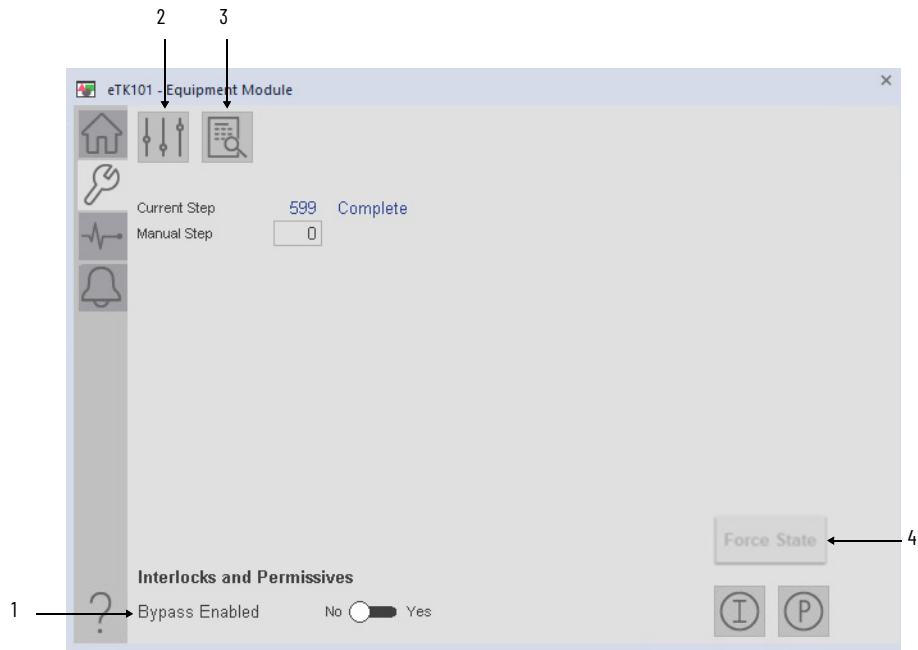 2 3
eTK101 - Equipment Module
Current Step 599 Complete
Manual Step 0
Force State
4
Interlocks and Permissives
1
Bypass Enabled No Yes
I P
?